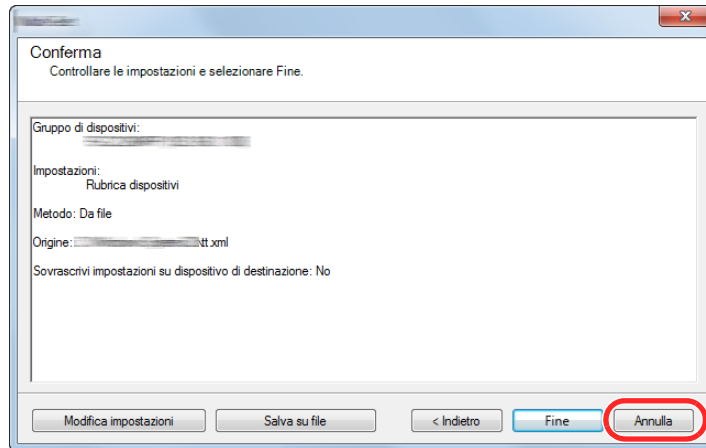 Conferma
Controllare le impostazioni e selezionare Fine.
Gruppo di dispositivi:
Impostazioni:
Rubrica dispositivi
Metodo: Da file
Origine: tt.xml
Sovrascrivi impostazioni su dispositivo di destinazione: No
Modifica impostazioni Salva su file < Indietro Fine Annulla